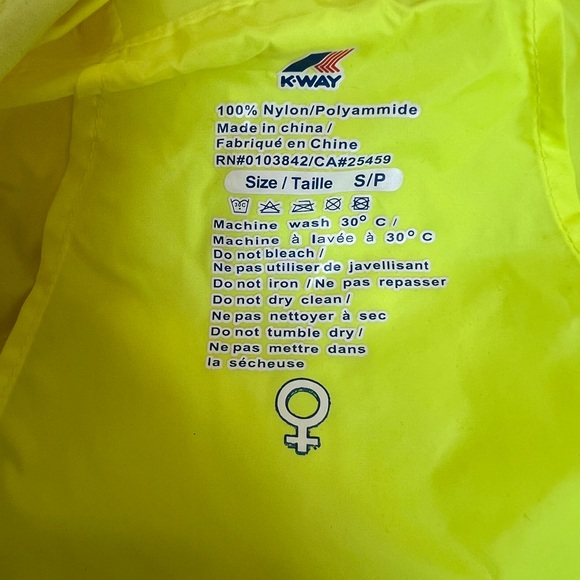 K-WAY
100% Nylon/Polyammide
Made in china/
Fabriqué en Chine
RN#0103842/CA#25459
Size / Taille S/P
30C
Machine wash 30° C /
Machine à lavée à 30° C
Do not bleach/
Ne pas utiliser de javellisant
Do not iron / Ne pas repasser
Do not dry clean/
Ne pas nettoyer à sec
Do not tumble dry/
Ne pas mettre dans
la sécheuse